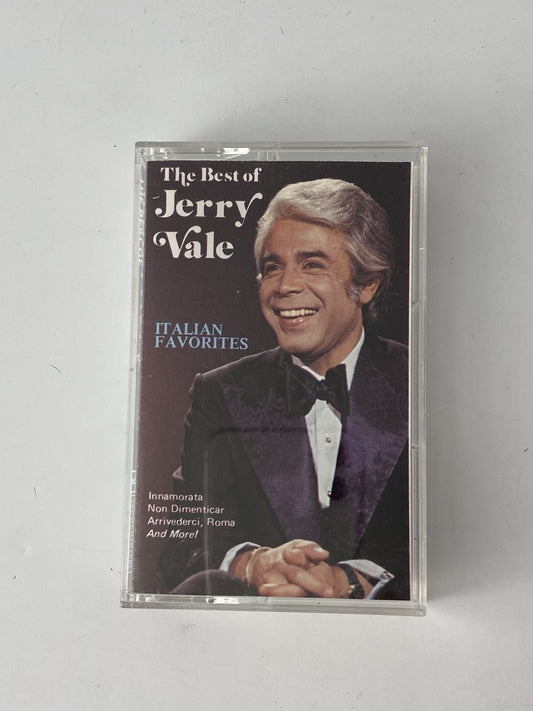 The Best of
Jerry
Vale
ITALIAN
FAVORITES
Innamorata
Non Dimenticar
Arrivederci, Roma
And More!